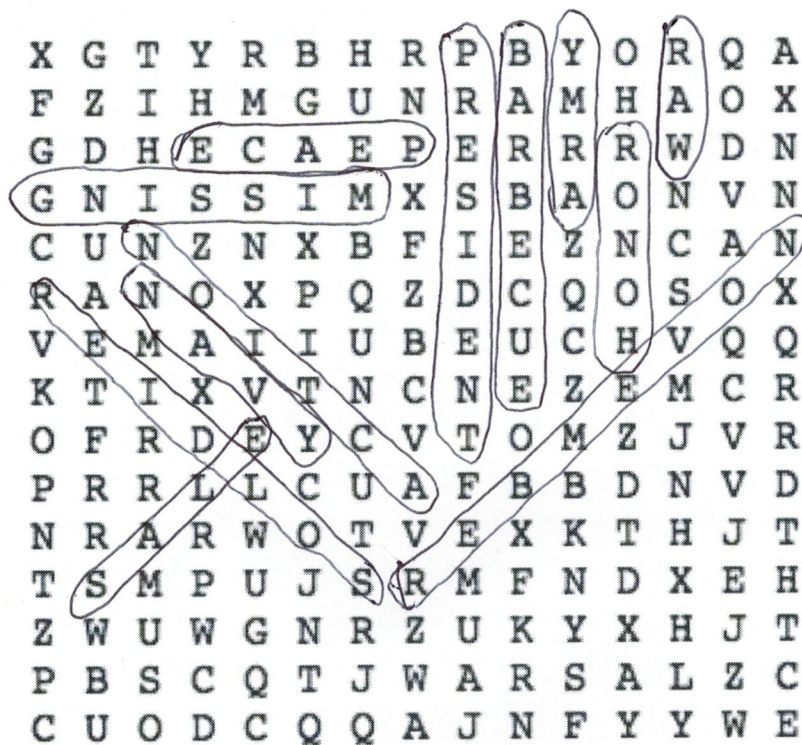 X G T Y R B H R P B Y O R Q A
F Z I H M G U N R A M H A O X
G D H E C A E P E R R R W D N
G N I S S I M X S B A O N V N
C U N Z N X B F I E Z N C A N
R A N O X P Q Z D C Q O S O X
V E M A I I U B E U C H V Q Q
K T I X V T N C N E Z E M C R
O F R D E Y C V T O M Z J V R
P R R L L C U A F B B D N V D
N R A R W O T V E X K T H J T
T S M P U J S R M F N D X E H
Z W U W G N R Z U K Y X H J T
P B S C Q T J W A R S A L Z C
C U O D C Q Q A J N F Y Y W E